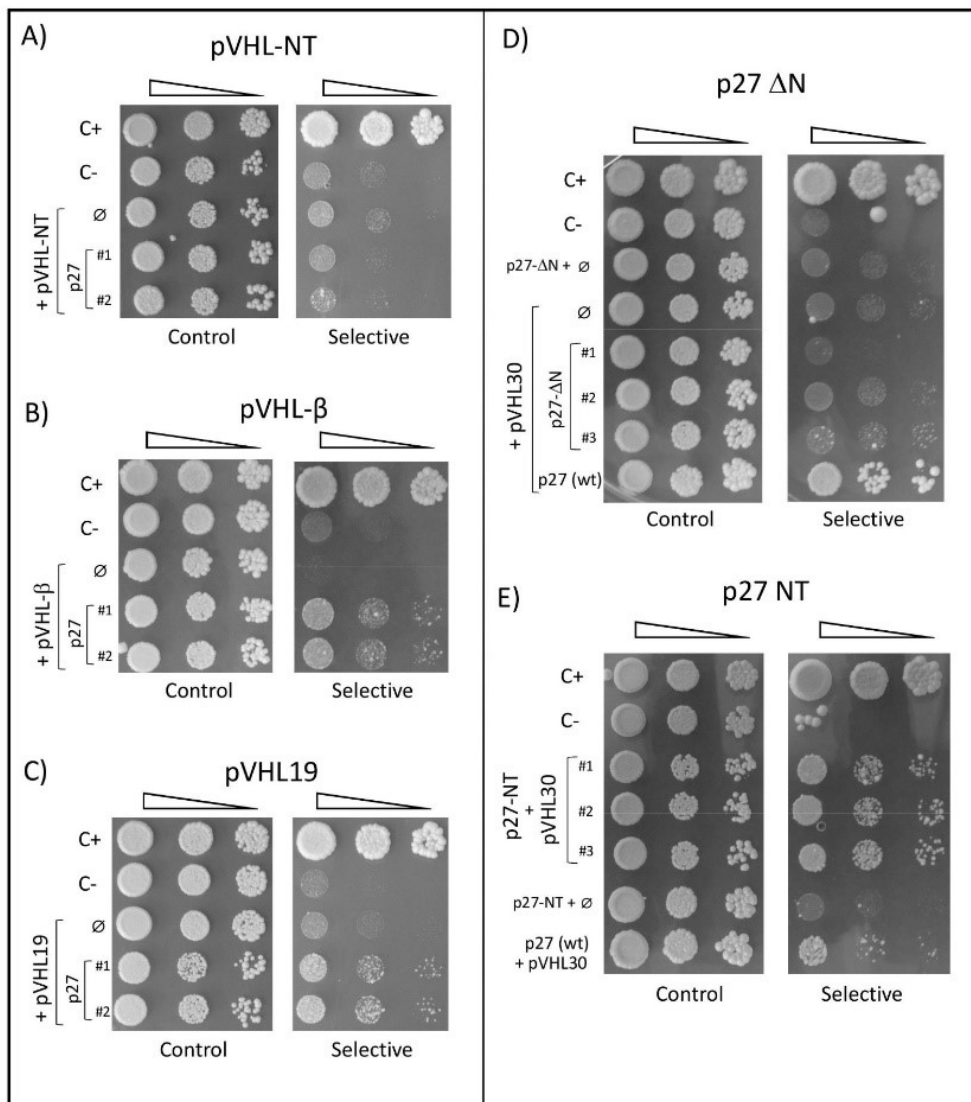 A)
pVHL-NT
C+
C-
Ø
#1
#2
p27
+ pVHL-NT
Control
Selective
B)
pVHL-β
C+
C-
Ø
#1
#2
p27
+ pVHL-β
Control
Selective
C)
pVHL19
C+
C-
Ø
#1
#2
p27
+ pVHL19
Control
Selective
D)
p27 ΔN
C+
C-
p27-ΔN + Ø
Ø
#1
#2
#3
p27-ΔN
p27 (wt)
+ pVHL30
Control
Selective
E)
p27 NT
C+
C-
#1
#2
#3
p27-NT
+
pVHL30
p27-NT + Ø
p27 (wt)
+ pVHL30
Control
Selective